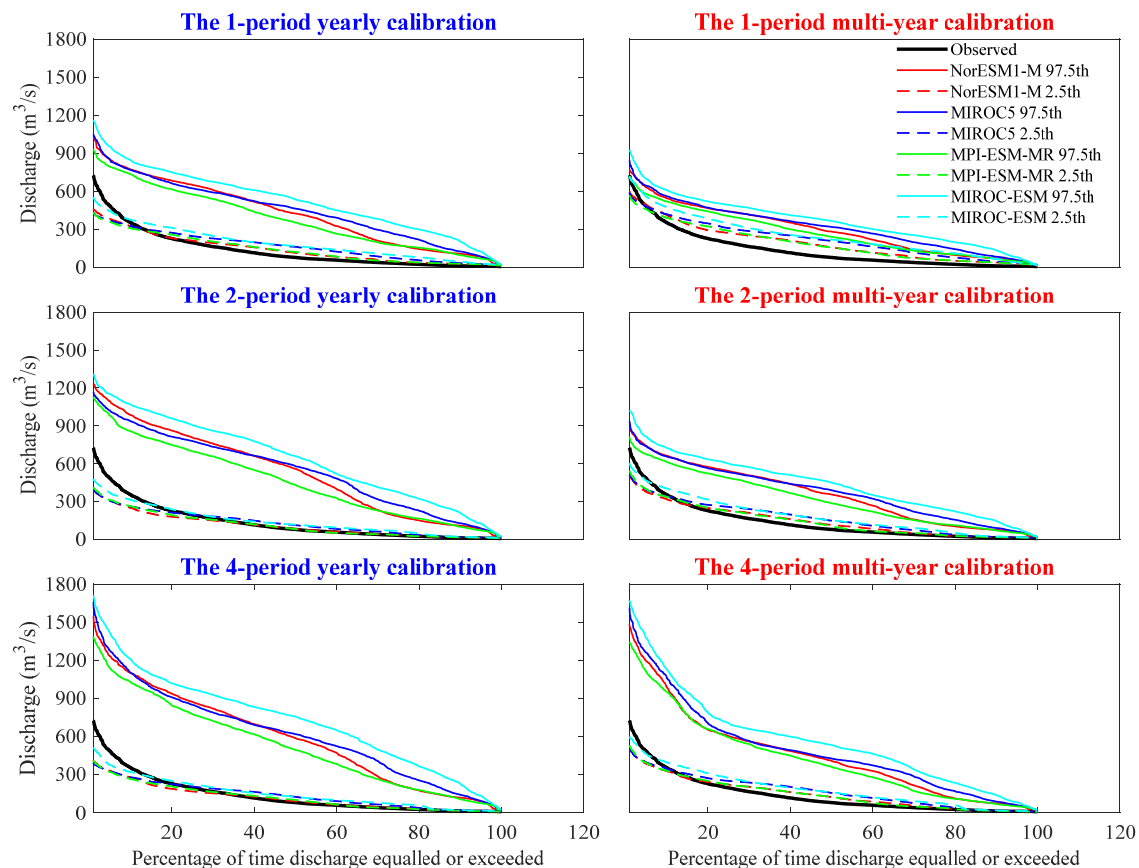 The 1-period yearly calibration
1800
1500
1200
900
600
300
0
Discharge (m³/s)
The 1-period multi-year calibration
Observed
NorESM1-M 97.5th
NorESM1-M 2.5th
MIROC5 97.5th
MIROC5 2.5th
MPI-ESM-MR 97.5th
MPI-ESM-MR 2.5th
MIROC-ESM 97.5th
MIROC-ESM 2.5th
The 2-period yearly calibration
1800
1500
1200
900
600
300
0
Discharge (m³/s)
The 2-period multi-year calibration
The 4-period yearly calibration
1800
1500
1200
900
600
300
0
Discharge (m³/s)
20 40 60 80 100 120
Percentage of time discharge equalled or exceeded
The 4-period multi-year calibration
20 40 60 80 100 120
Percentage of time discharge equalled or exceeded